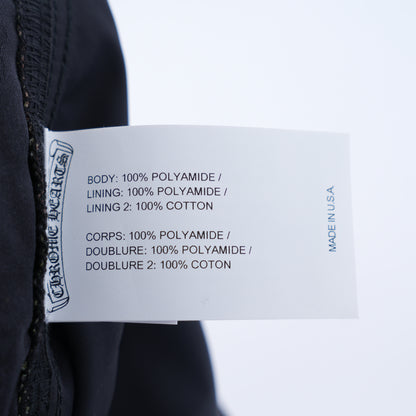 CHROME HEARTS
BODY: 100% POLYAMIDE /
LINING: 100% POLYAMIDE /
LINING 2: 100% COTTON
CORPS: 100% POLYAMIDE /
DOUBLURE: 100% POLYAMIDE /
DOUBLURE 2: 100% COTON
MADE IN U.S.A.